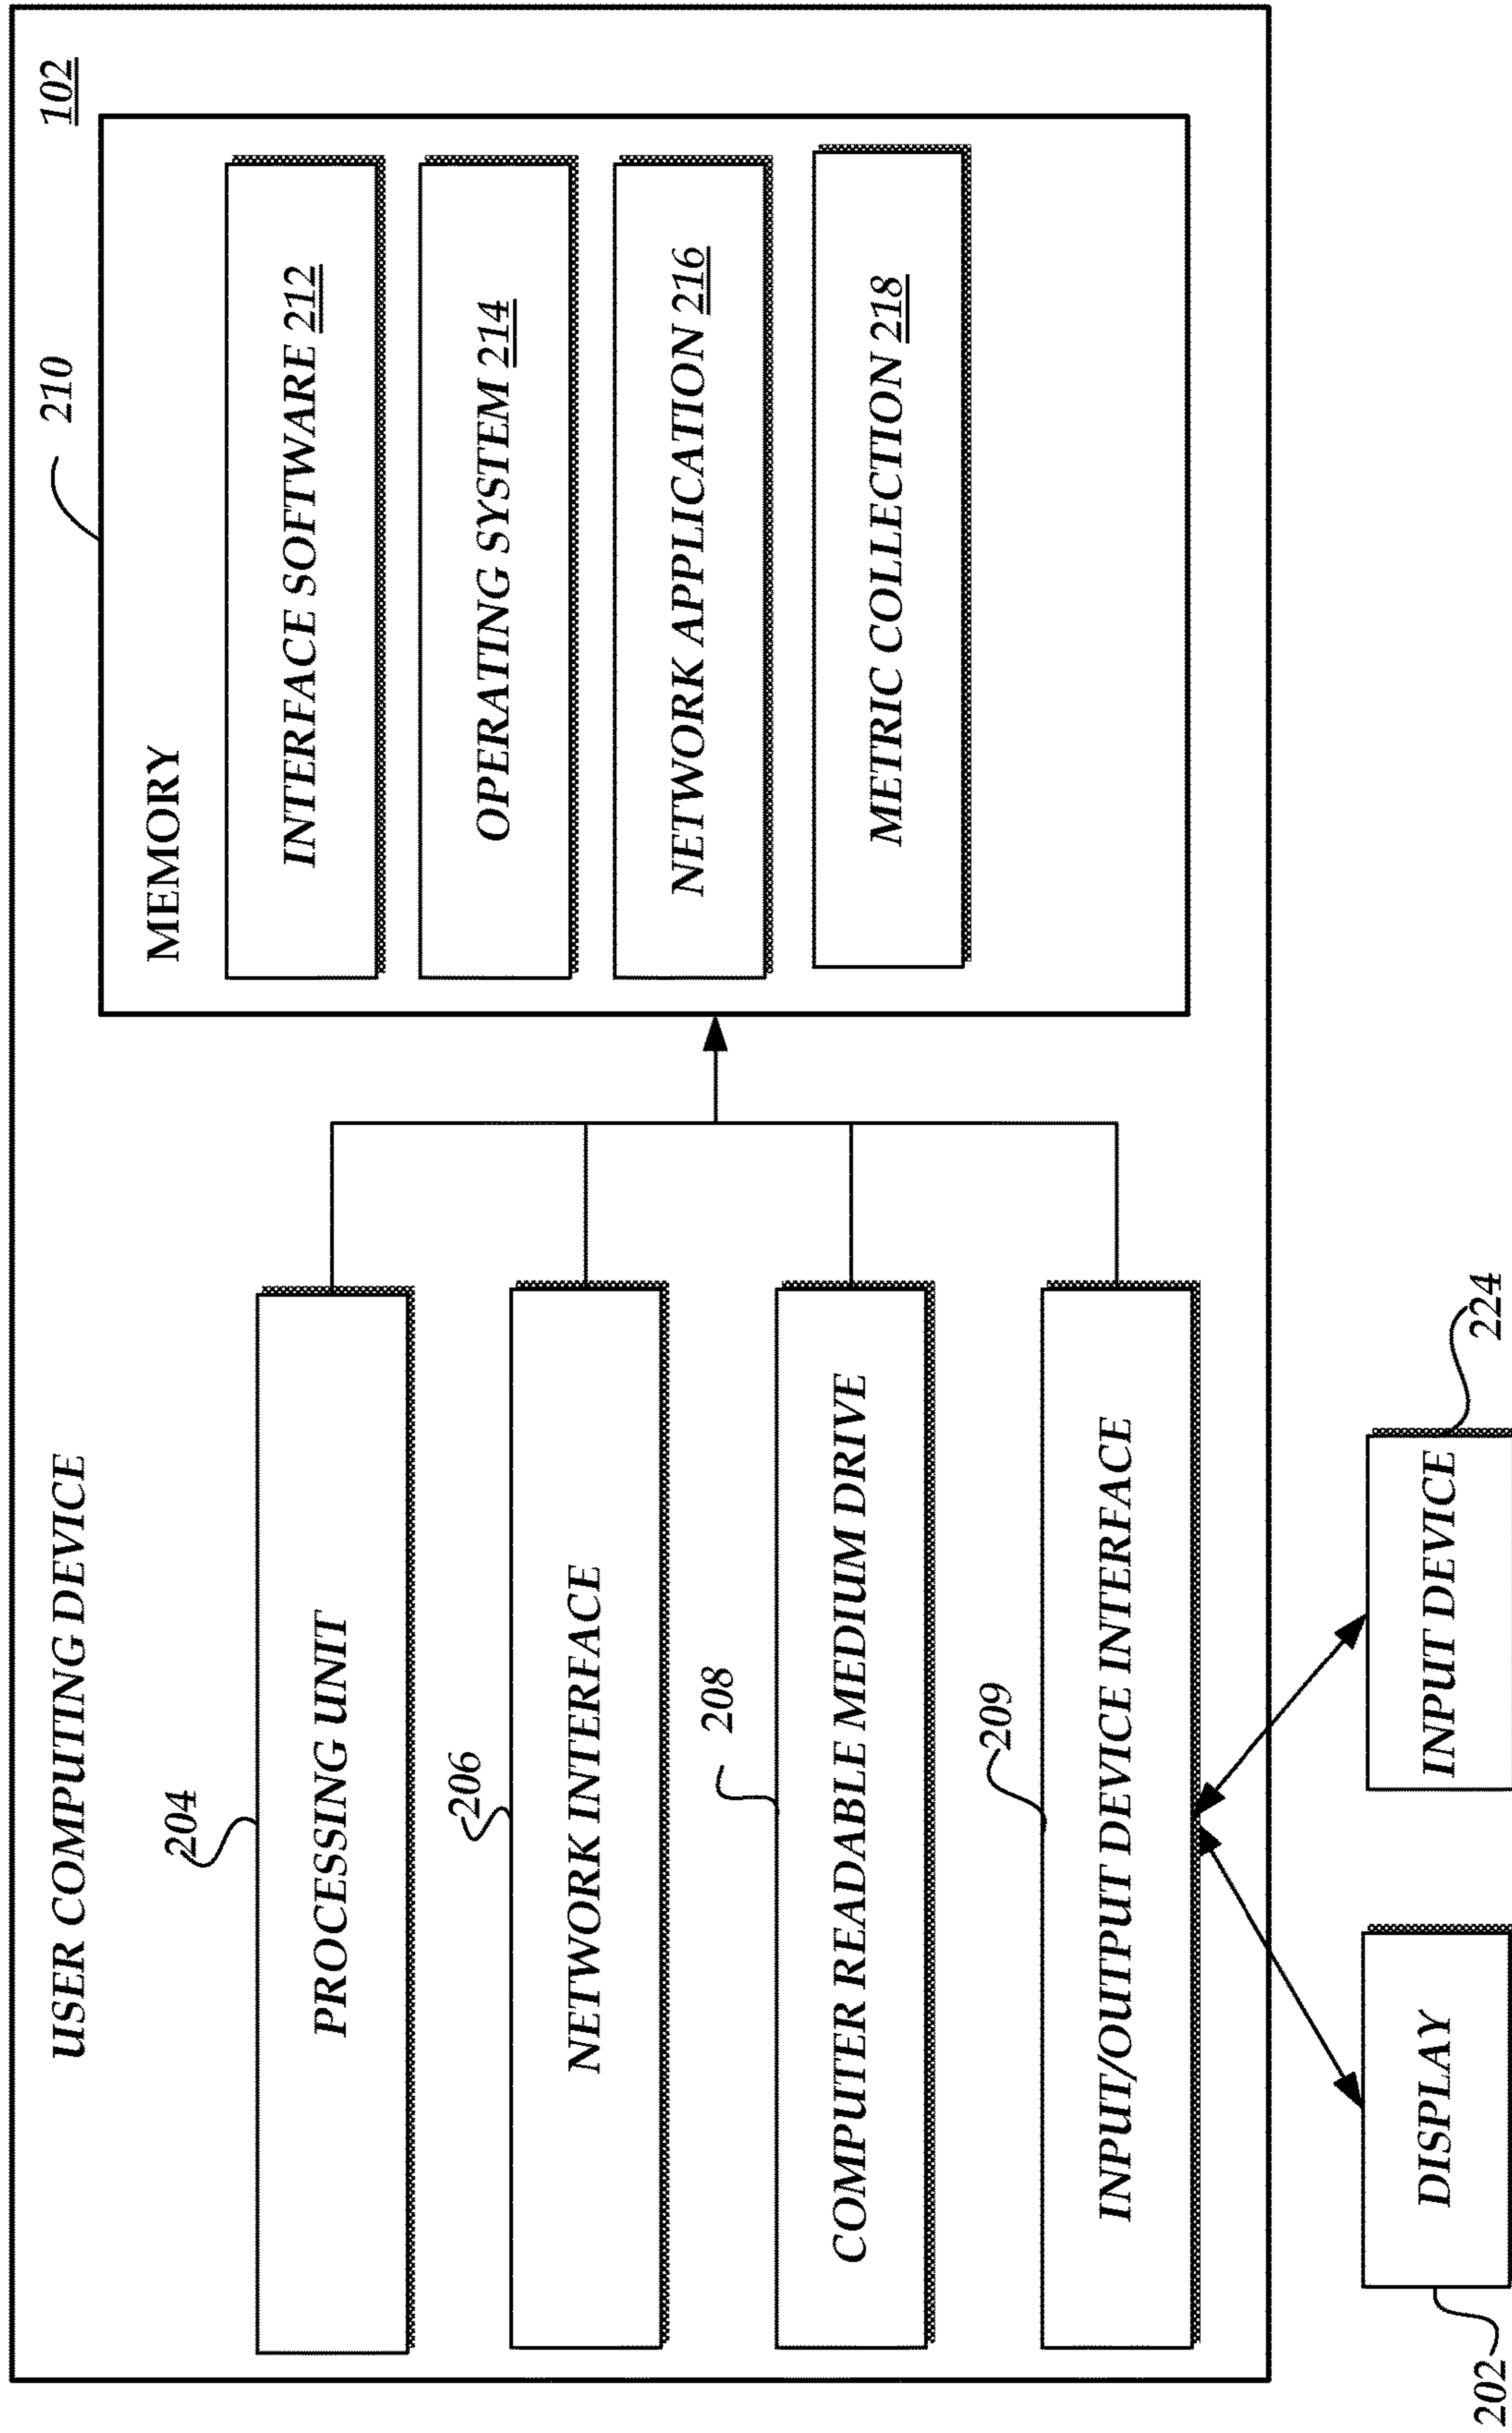 USER COMPUTING DEVICE
102
210
MEMORY
204
PROCESSING UNIT
INTERFACE SOFTWARE 212
206
NETWORK INTERFACE
OPERATING SYSTEM 214
208
COMPUTER READABLE MEDIUM DRIVE
NETWORK APPLICATION 216
209
INPUT/OUTPUT DEVICE INTERFACE
METRIC COLLECTION 218
202
DISPLAY
INPUT DEVICE
224